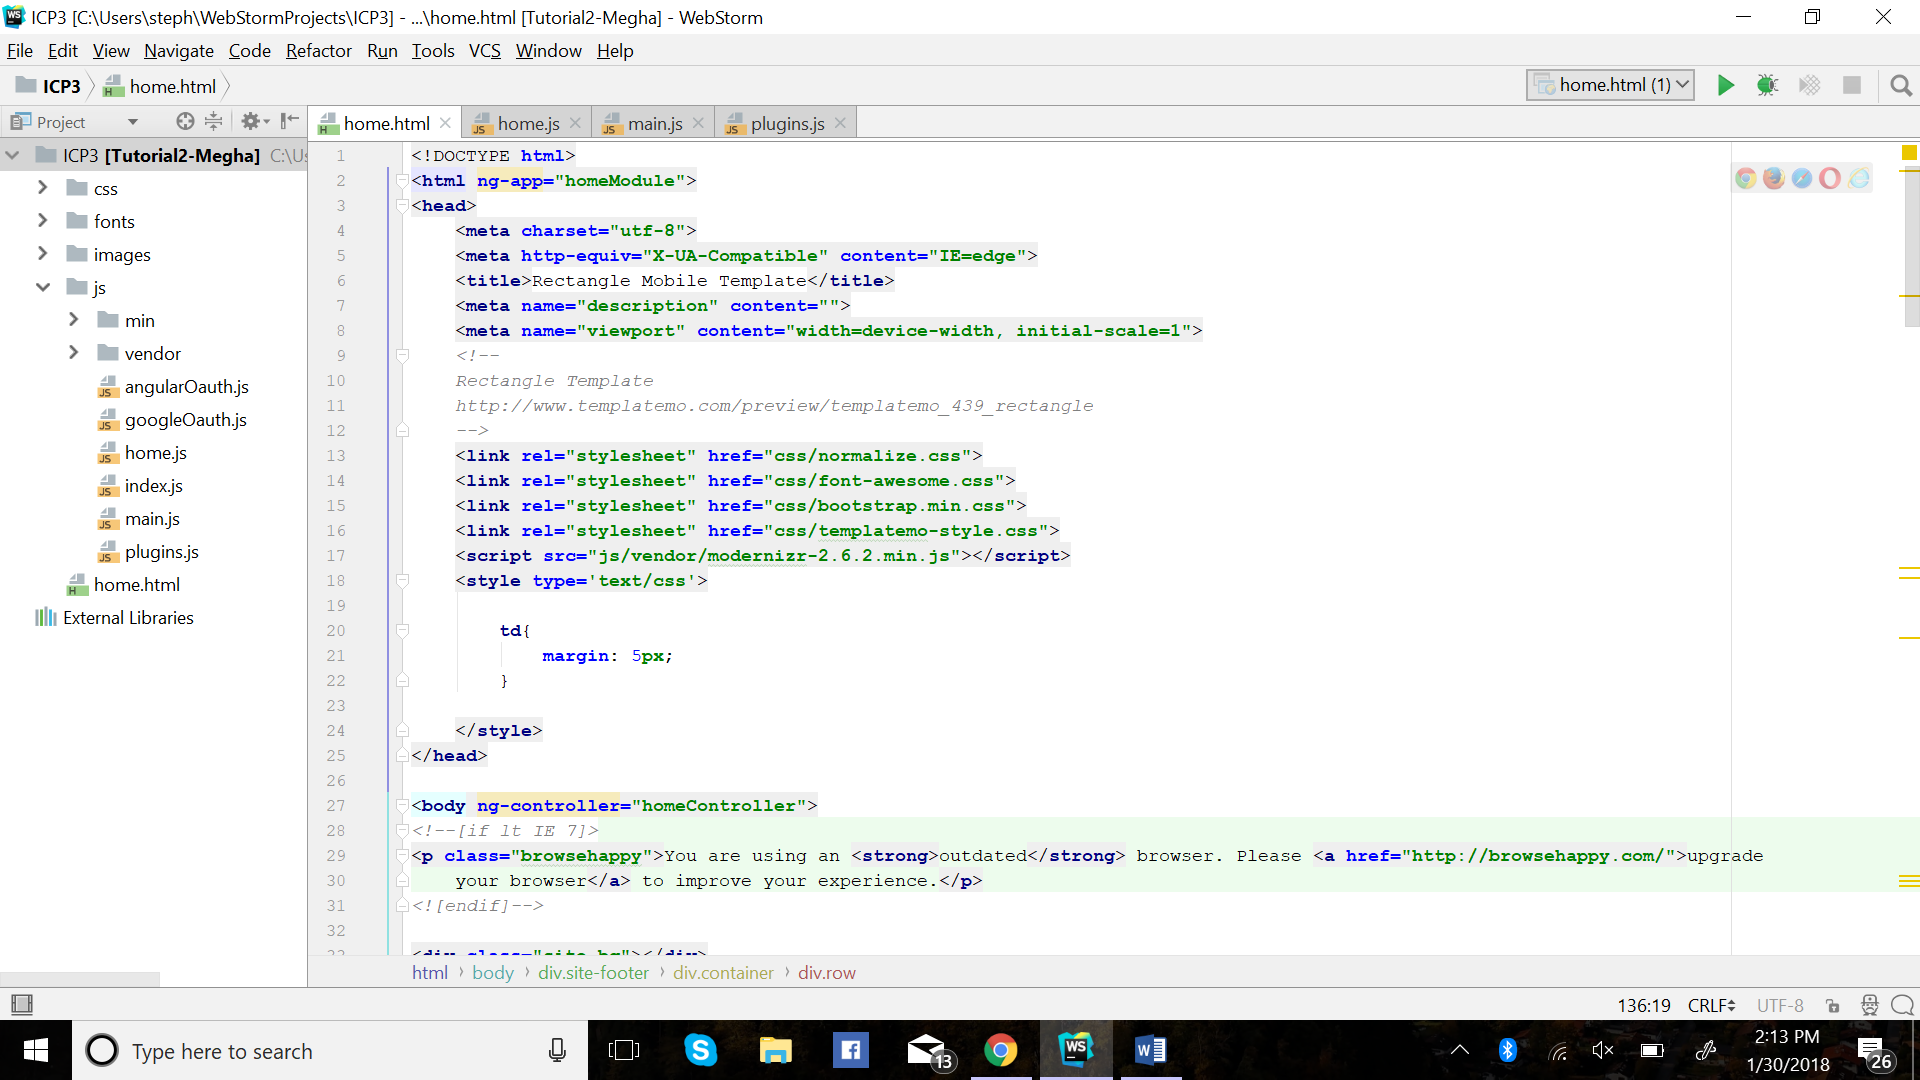 ICP3 [C:\Users\steph\WebStormProjects\ICP3] - ...\home.html [Tutorial2-Megha] - WebStorm
File Edit View Navigate Code Refactor Run Tools VCS Window Help
ICP3 home.html home.html (1)
Project
home.html home.js main.js plugins.js
ICP3 [Tutorial2-Megha] C:\Us
css
fonts
images
js
min
vendor
angularOauth.js
googleOauth.js
home.js
index.js
main.js
plugins.js
home.html
External Libraries
1 <!DOCTYPE html>
2 <html ng-app="homeModule">
3 <head>
4 <meta charset="utf-8">
5 <meta http-equiv="X-UA-Compatible" content="IE=edge">
6 <title>Rectangle Mobile Template</title>
7 <meta name="description" content="">
8 <meta name="viewport" content="width=device-width, initial-scale=1">
9 <!--
10 Rectangle Template
11 http://www.templatemo.com/preview/templatemo_439_rectangle
12 -->
13 <link rel="stylesheet" href="css/normalize.css">
14 <link rel="stylesheet" href="css/font-awesome.css">
15 <link rel="stylesheet" href="css/bootstrap.min.css">
16 <link rel="stylesheet" href="css/templatemo-style.css">
17 <script src="js/vendor/modernizr-2.6.2.min.js"></script>
18 <style type='text/css'>
19
20 td{
21 margin: 5px;
22 }
23
24 </style>
25 </head>
26
27 <body ng-controller="homeController">
28 <!--[if lt IE 7]>
29 <p class="browsehappy">You are using an <strong>outdated</strong> browser. Please <a href="http://browsehappy.com/">upgrade
30 your browser</a> to improve your experience.</p>
31 <![endif]-->
32
33 <div class="site-bg"></div>
html › body › div.site-footer › div.container › div.row
136:19 CRLF UTF-8
Type here to search
13
2:13 PM
1/30/2018
26